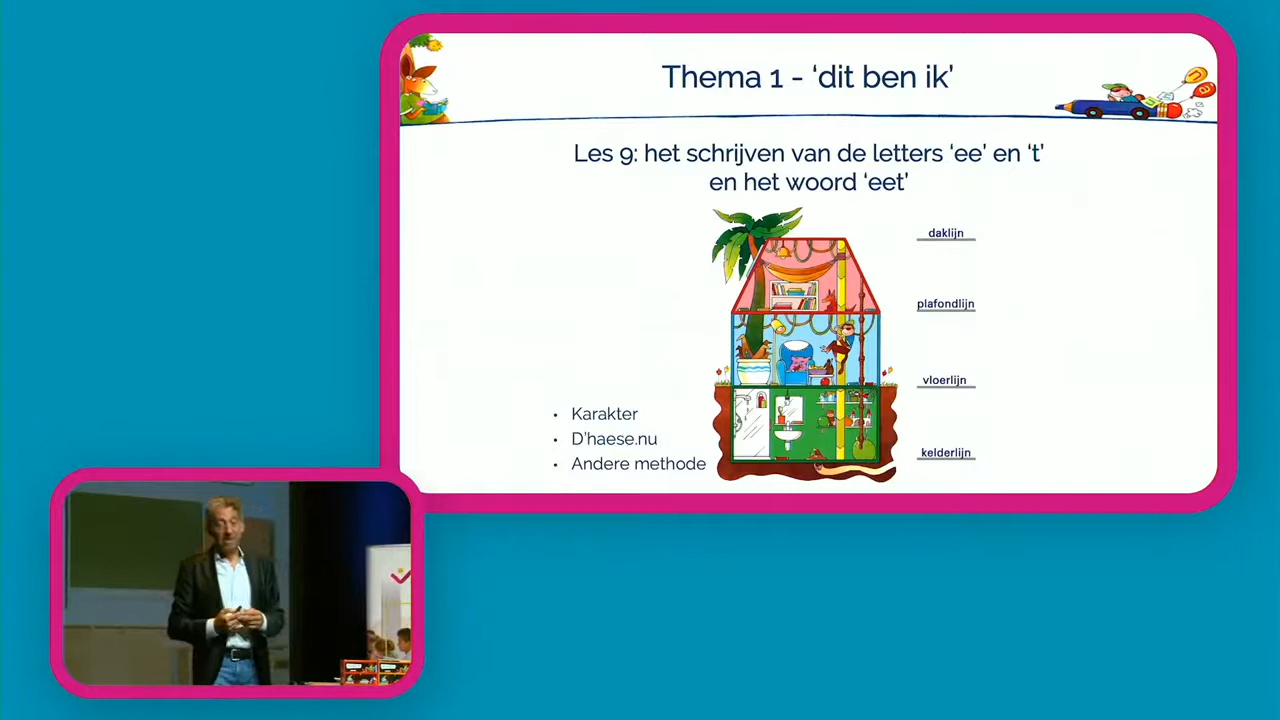 Thema 1 - ‘dit ben ik’
Les 9: het schrijven van de letters ‘ee’ en ‘t’
en het woord ‘eet’
daklijn
plafondlijn
vloerlijn
kelderlijn
• Karakter
• D'haese.nu
• Andere methode